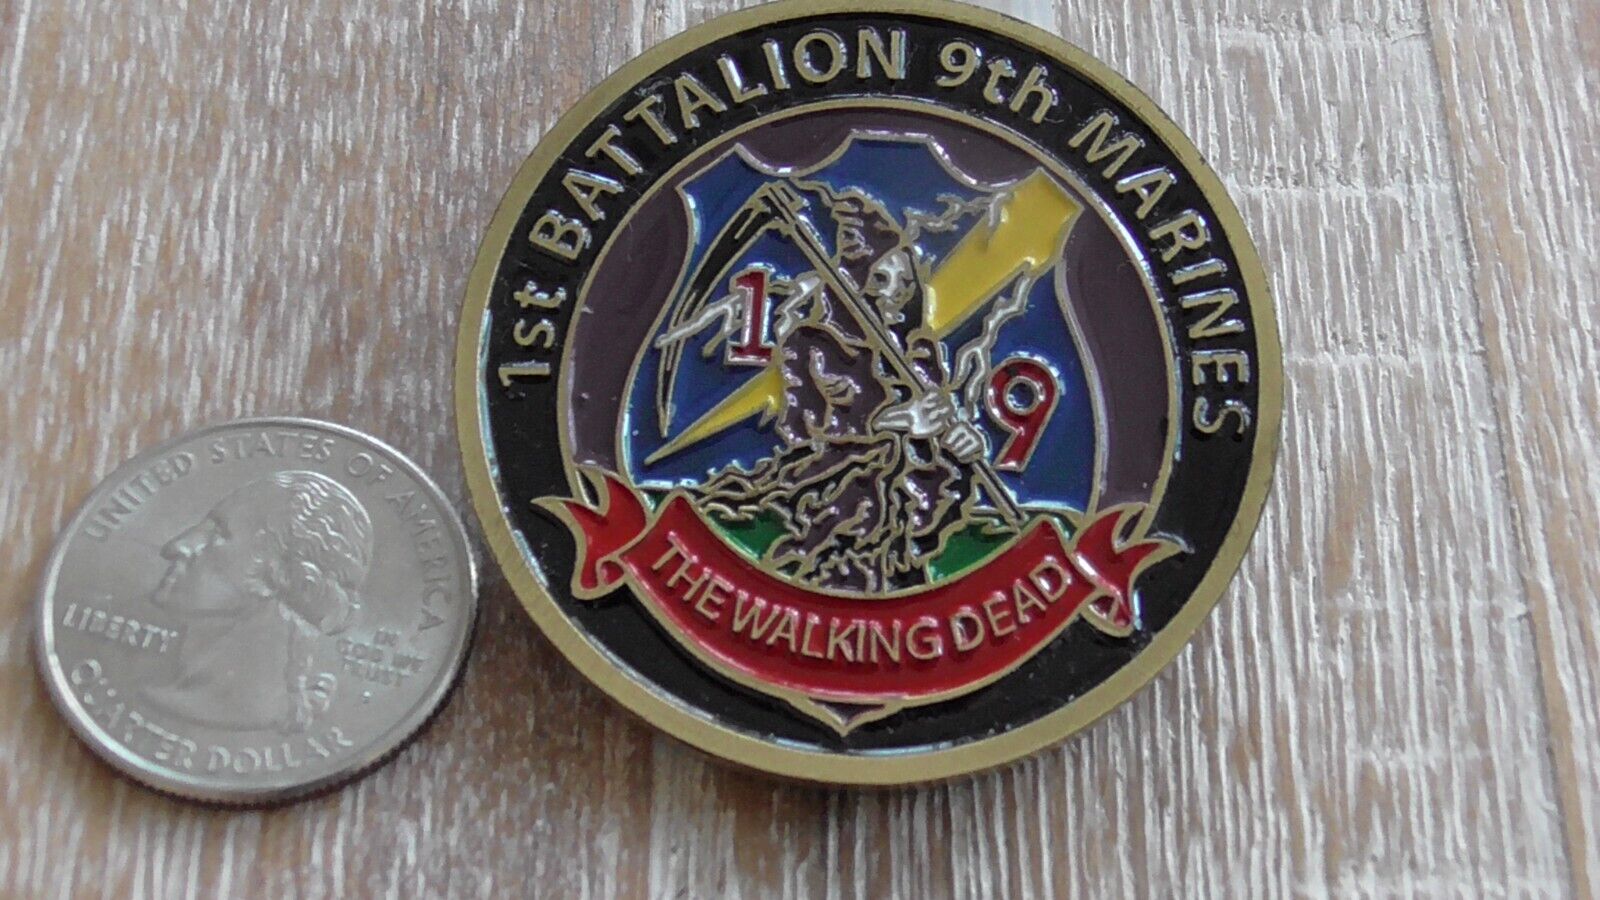 1st BATTALION 9th MARINES
1 9
THE WALKING DEAD
UNITED STATES OF AMERICA
LIBERTY
IN
GOD WE
TRUST
P
QUARTER DOLLAR